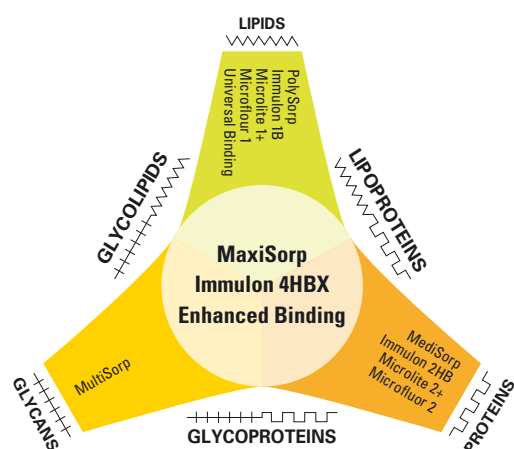 LIPIDS
PolySorp
Immulon 1B
Microlite 1+
Microflour 1
Universal Binding
GLYCOLIPIDS
LIPOPROTEINS
MaxiSorp
Immulon 4HBX
Enhanced Binding
MultiSorp
MediSorp
Immulon 2HB
Microlite 2+
Microfluor 2
GLYCANS
GLYCOPROTEINS
PROTEINS